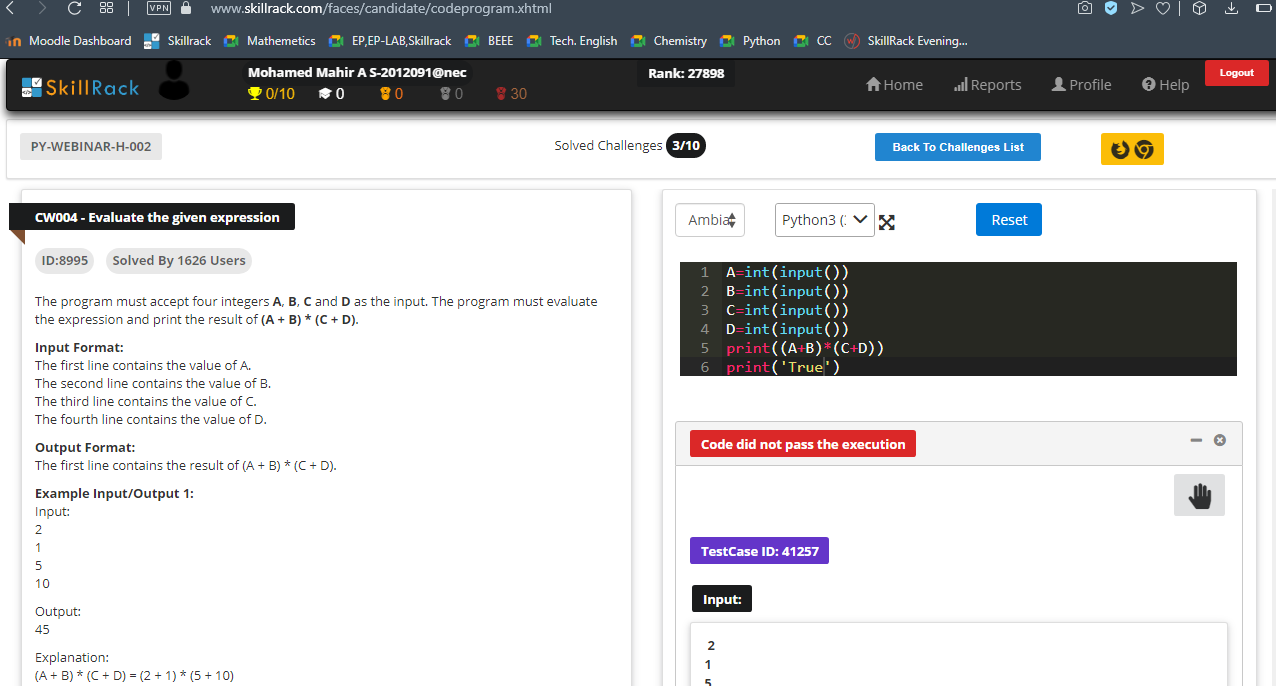 VPN www.skillrack.com/faces/candidate/codeprogram.xhtml
Moodle Dashboard Skillrack Mathemetics EP,EP-LAB,Skillrack BEEE Tech. English Chemistry Python CC SkillRack Evening...
SkillRack
Mohamed Mahir A S-2012091@nec
0/10 0 0 0 30
Rank: 27898
Home Reports Profile Help
Logout
PY-WEBINAR-H-002
Solved Challenges 3/10
Back To Challenges List
CW004 - Evaluate the given expression
ID:8995 Solved By 1626 Users
The program must accept four integers A, B, C and D as the input. The program must evaluate
the expression and print the result of (A + B) * (C + D).
Input Format:
The first line contains the value of A.
The second line contains the value of B.
The third line contains the value of C.
The fourth line contains the value of D.
Output Format:
The first line contains the result of (A + B) * (C + D).
Example Input/Output 1:
Input:
2
1
5
10
Output:
45
Explanation:
(A + B) * (C + D) = (2 + 1) * (5 + 10)
Ambia Python3 (: Reset
1 A=int(input())
2 B=int(input())
3 C=int(input())
4 D=int(input())
5 print((A+B)*(C+D))
6 print('True')
Code did not pass the execution
TestCase ID: 41257
Input:
2
1
5